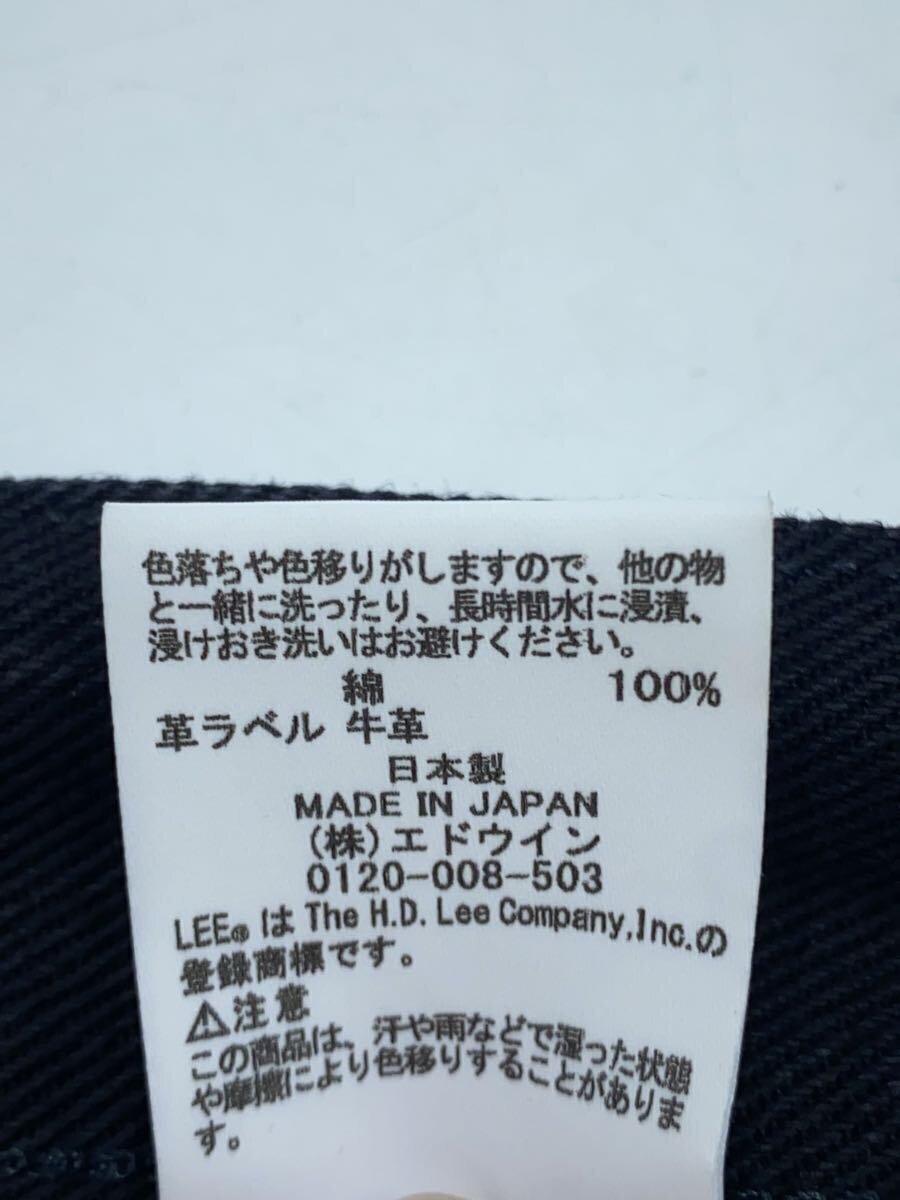 色落ちや色移りがしますので、他の物
と一緒に洗ったり、長時間水に浸漬、
浸けおき洗いはお避けください。
綿 100%
革ラベル 牛革
日本製
MADE IN JAPAN
(株)エドウイン
0120-008-503
LEE® は The H.D. Lee Company, Inc.の
登録商標です。
⚠注意
この商品は、汗や雨などで湿った状態
や摩擦により色移りすることがありま
す。